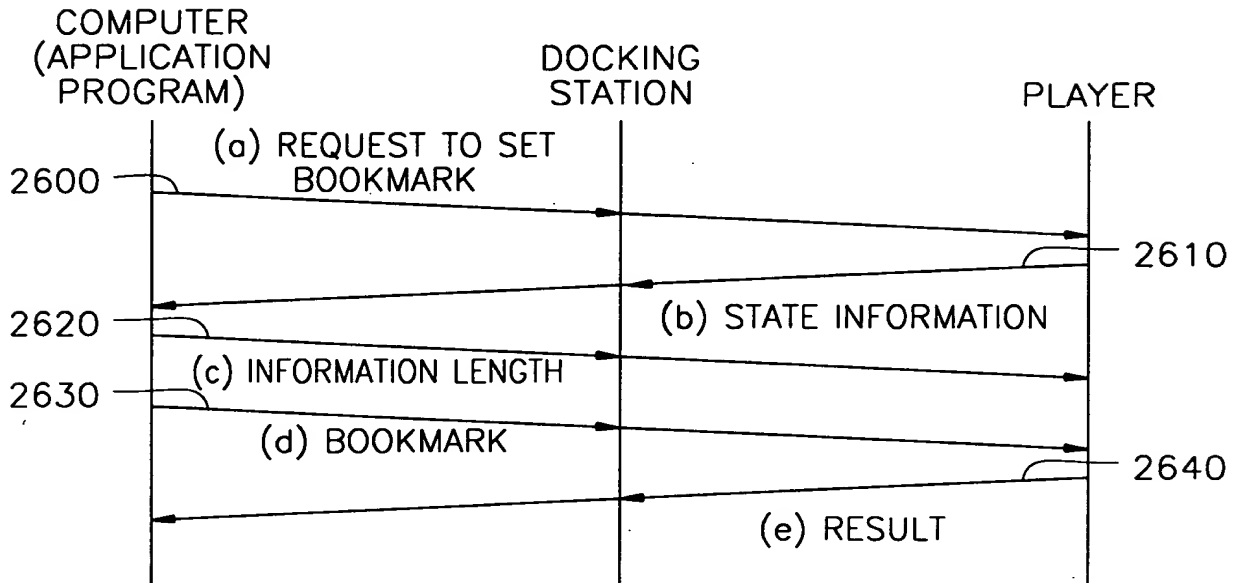 COMPUTER
(APPLICATION
PROGRAM)
DOCKING
STATION
PLAYER
(a) REQUEST TO SET
BOOKMARK
2600
2610
(b) STATE INFORMATION
2620
(c) INFORMATION LENGTH
2630
(d) BOOKMARK
2640
(e) RESULT